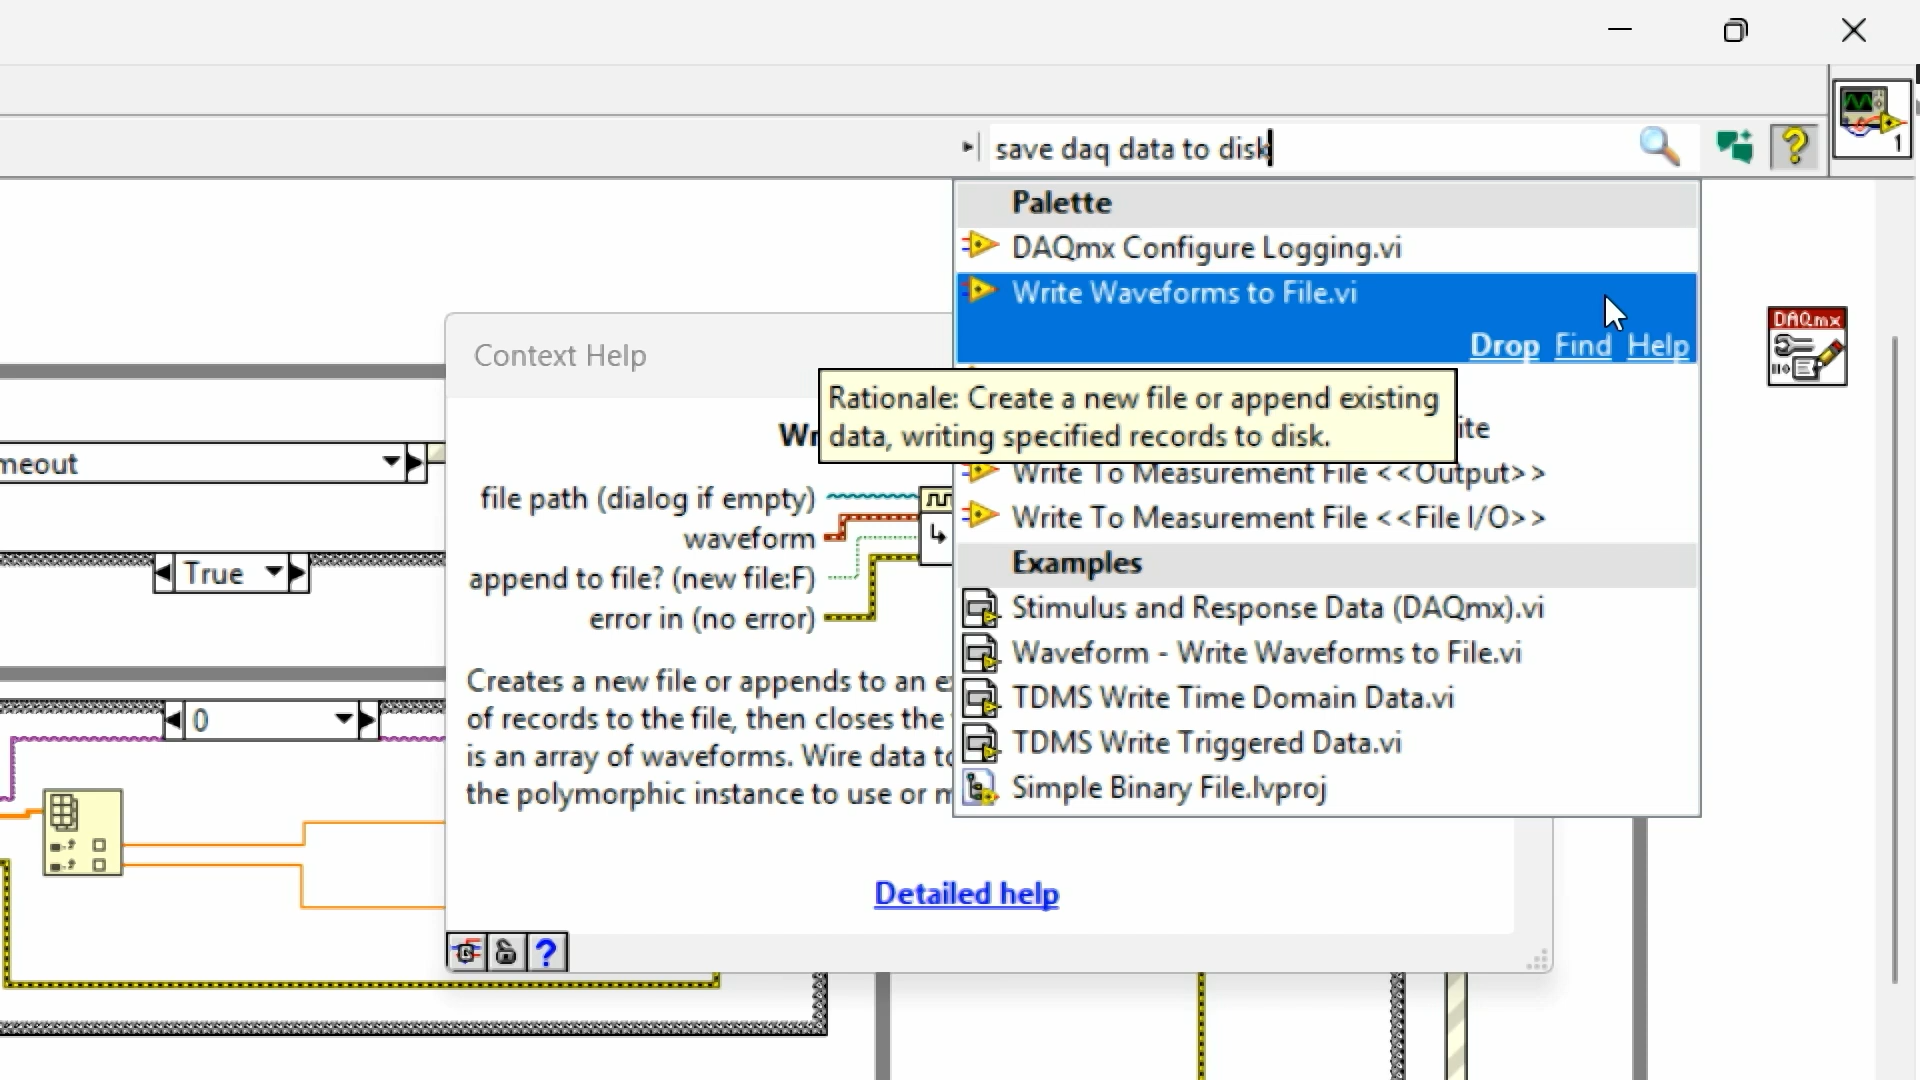 save daq data to disk
1
Palette
DAQmx Configure Logging.vi
Write Waveforms to File.vi
Drop Find Help
DAQmx
Context Help
Rationale: Create a new file or append existing
data, writing specified records to disk.
Write To Measurement File <<Output>>
Write To Measurement File <<File I/O>>
Examples
Stimulus and Response Data (DAQmx).vi
Waveform - Write Waveforms to File.vi
TDMS Write Time Domain Data.vi
TDMS Write Triggered Data.vi
Simple Binary File.lvproj
meout
True
0
file path (dialog if empty)
waveform
append to file? (new file:F)
error in (no error)
Creates a new file or appends to an
of records to the file, then closes the
is an array of waveforms. Wire data
the polymorphic instance to use or
Detailed help
?